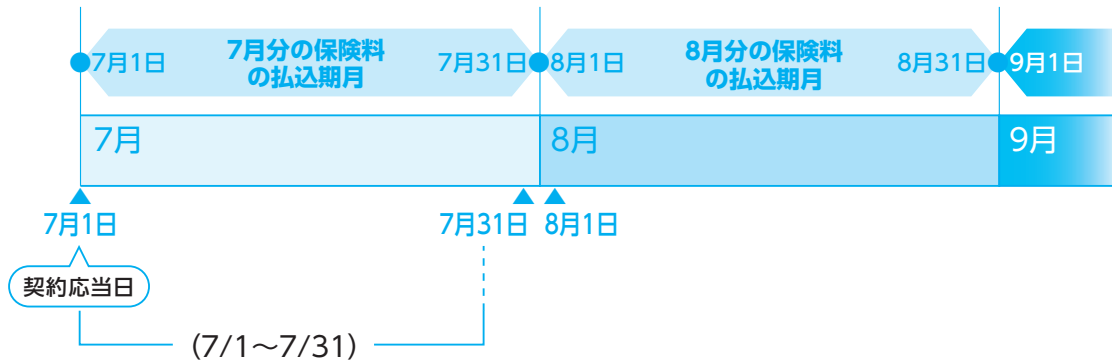 7月1日
7月分の保険料
の払込期月
7月31日
8月1日
8月分の保険料
の払込期月
8月31日
9月1日
7月
8月
9月
7月1日
7月31日
8月1日
契約応当日
(7/1〜7/31)